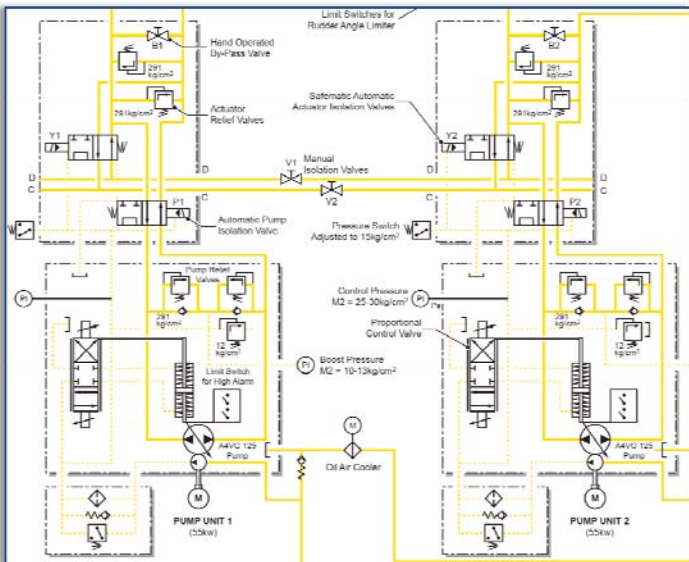 Limit Switches for
Rudder Angle Limiter
B1
Hand Operated
By-Pass Valve
291
kg/cm²
Actuator
Relief Valves
291kg/cm²
Y1
Safematic Automatic
Actuator Isolation Valves
B2
291
kg/cm²
291kg/cm²
Y2
D
D
V1
Manual
Isolation Valves
D
D
C
C
V2
C
C
P1
Automatic Pump
Isolation Valve
Pressure Switch
Adjusted to 15kg/cm²
P2
Pump Relief
Valves
PI
291
kg/cm²
12
kg/cm²
Control Pressure
M2 = 25-30kg/cm²
PI
Proportional
Control Valve
291
kg/cm²
12
kg/cm²
PI
Boost Pressure
M2 = 10-13kg/cm²
Limit Switch
for High Alarm
A4VG 125
Pump
M
Oil Air Cooler
A4VG 125
Pump
M
PUMP UNIT 1
(55kw)
M
PUMP UNIT 2
(55kw)